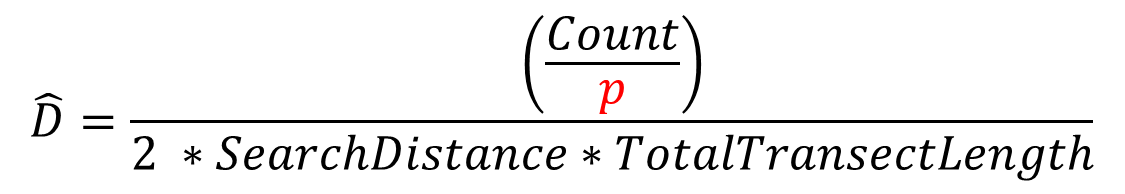 D̂ = (Count / p) / (2 * SearchDistance * TotalTransectLength)